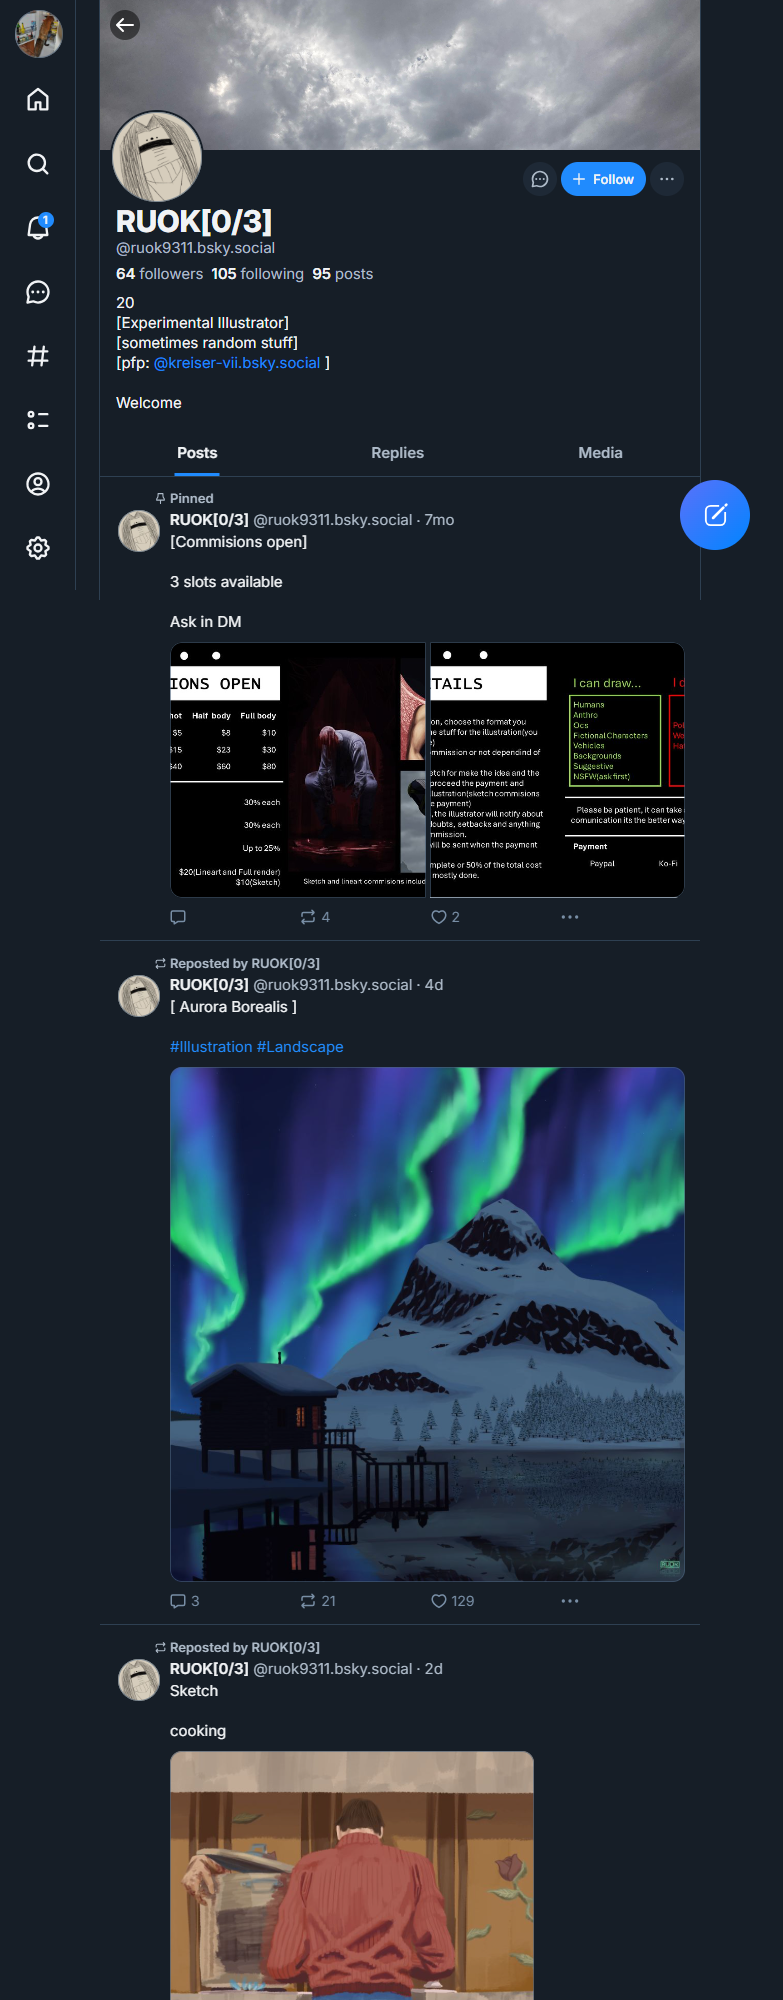 1
Follow
RUOK[0/3]
@ruok9311.bsky.social
64 followers 105 following 95 posts
20
[Experimental Illustrator]
[sometimes random stuff]
[pfp: @kreiser-vii.bsky.social ]
Welcome
Posts Replies Media
Pinned
RUOK[0/3] @ruok9311.bsky.social · 7mo
[Commisions open]
3 slots available
Ask in DM
IONS OPEN
Half body Full body
$5 $8 $10
$15 $23 $30
$40 $60 $80
30% each
30% each
Up to 25%
$20(Lineart and Full render)
$10(Sketch)
Sketch and lineart commisions includ
TAILS
on, choose the format you
e stuff for the illustration(you
mmission or not dependind of
etch for make the idea and the
proceed the payment and
lustration(sketch commisions
e payment)
, the illustrator will notify about
oubts, setbacks and anything
mmission.
vill be sent when the payment
mplete or 50% of the total cost
mostly done.
I can draw...
Humans
Anthro
Ocs
Fictional Characters
Vehicles
Backgrounds
Suggestive
NSFW(ask first)
I d
Please be patient, it can take
comunication its the better way
Payment
Paypal Ko-Fi
4 2
Reposted by RUOK[0/3]
RUOK[0/3] @ruok9311.bsky.social · 4d
[ Aurora Borealis ]
#Illustration #Landscape
RUOK
3 21 129
Reposted by RUOK[0/3]
RUOK[0/3] @ruok9311.bsky.social · 2d
Sketch
cooking